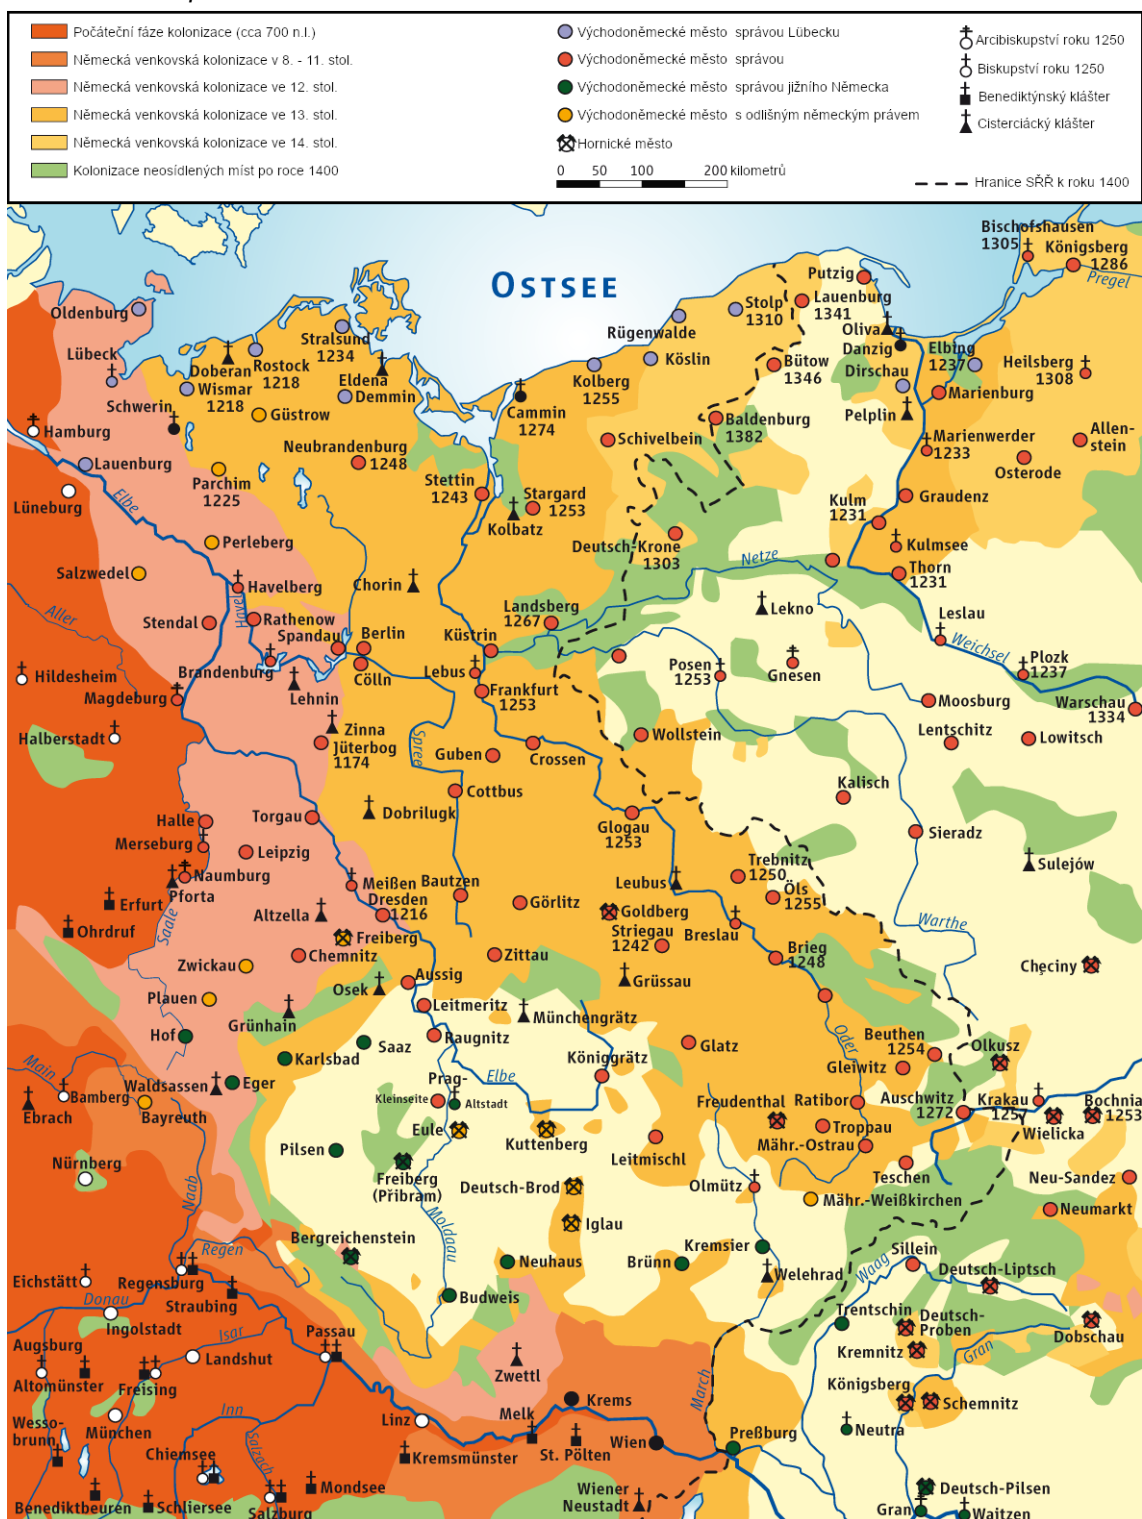 Počáteční fáze kolonizace (cca 700 n.l.)
Německá venkovská kolonizace v 8. - 11. stol.
Německá venkovská kolonizace ve 12. stol.
Německá venkovská kolonizace ve 13. stol.
Německá venkovská kolonizace ve 14. stol.
Kolonizace neosídlených míst po roce 1400
Východoněmecké město správou Lübecku
Východoněmecké město správou
Východoněmecké město správou jižního Německa
Východoněmecké město s odlišným německým právem
Hornické město
0 50 100 200 kilometrů
Arcibiskupství roku 1250
Biskupství roku 1250
Benediktýnský klášter
Cisterciácký klášter
Hranice SŘŘ k roku 1400
OSTSEE
Bischofshausen
1305
Königsberg
1286
Pregel
Putzig
Lauenburg
1341
Stolp
1310
Rügenwalde
Oliva
Danzig
Elbing
1237
Heilsberg
1308
Oldenburg
Stralsund
1234
Lübeck
Doberan
Rostock
1218
Wismar
1218
Eldena
Demmin
Kolberg
1255
Köslin
Bütow
1346
Dirschau
Marienburg
Schwerin
Güstrow
Cammin
1274
Baldenburg
1382
Pelplin
Hamburg
Schivelbein
Marienwerder
1233
Allen-
stein
Osterode
Lauenburg
Neubrandenburg
1248
Parchim
1225
Stettin
1243
Stargard
1253
Kolbatz
Kulm
1231
Graudenz
Lüneburg
Elbe
Perleberg
Deutsch-Krone
1303
Netze
Kulmsee
Thorn
1231
Salzwedel
Havelberg
Havel
Chorin
Landsberg
1267
Lekno
Leslau
Weichsel
Aller
Stendal
Rathenow
Spandau
Berlin
Cölln
Küstrin
Lebus
Brandenburg
Lehnin
Frankfurt
1253
Posen
1253
Gnesen
Plozk
1237
Hildesheim
Magdeburg
Moosburg
Warschau
1334
Halberstadt
Zinna
Jüterbog
1174
Spree
Guben
Crossen
Wollstein
Lentschitz
Lowitsch
Cottbus
Kalisch
Halle
Merseburg
Torgau
Dobrilugk
Glogau
1253
Sieradz
Leipzig
Naumburg
Pforta
Meißen
Dresden
1216
Bautzen
Görlitz
Leubus
Trebnitz
1250
Öls
1255
Sulejów
Erfurt
Ohrdruf
Saale
Altzella
Freiberg
Goldberg
Striegau
1242
Breslau
Warthe
Zwickau
Chemnitz
Zittau
Brieg
1248
Chęciny
Plauen
Aussig
Osek
Grüssau
Grünhain
Leitmeritz
Münchengrätz
Hof
Raugnitz
Saaz
Karlsbad
Glatz
Oder
Beuthen
1254
Gleiwitz
Olkusz
Main
Bamberg
Waldsassen
Eger
Königgrätz
Elbe
Prag-
Kleinseite
Altstadt
Freudenthal
Ratibor
Auschwitz
1272
Krakau
1257
Bochnia
1253
Wielicka
Ebrach
Bayreuth
Eule
Kuttenberg
Troppau
Mähr.-Ostrau
Nürnberg
Pilsen
Freiberg
(Přibram)
Leitmischl
Teschen
Neu-Sandez
Naab
Deutsch-Brod
Olmütz
Mähr.-Weißkirchen
Neumarkt
Iglau
Moldaau
Bergreichenstein
Regen
Neuhaus
Brünn
Kremsier
Welehrad
Sillein
Waag
Deutsch-Liptsch
Eichstätt
Regensburg
Donau
Straubing
Ingolstadt
Budweis
Trentschin
Deutsch-
Proben
Dobschau
Augsburg
Isar
Passau
Landshut
Kremnitz
Gran
Altomünster
Freising
Zwettl
March
Königsberg
Schemnitz
Wesso-
brunn
München
Inn
Linz
Melk
Krems
Neutra
Chiemsee
Salzach
Kremsmünster
St. Pölten
Wien
Preßburg
Benediktbeuren
Schliersee
Mondsee
Salzburg
Wiener
Neustadt
Deutsch-Pilsen
Gran
Waitzen